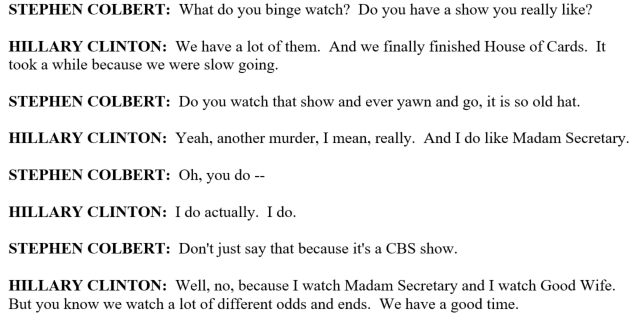 STEPHEN COLBERT:  What do you binge watch?  Do you have a show you really like?
HILLARY CLINTON:  We have a lot of them.  And we finally finished House of Cards.  It
took a while because we were slow going.
STEPHEN COLBERT:  Do you watch that show and ever yawn and go, it is so old hat.
HILLARY CLINTON:  Yeah, another murder, I mean, really.  And I do like Madam Secretary.
STEPHEN COLBERT:  Oh, you do --
HILLARY CLINTON:  I do actually.  I do.
STEPHEN COLBERT:  Don't just say that because it's a CBS show.
HILLARY CLINTON:  Well, no, because I watch Madam Secretary and I watch Good Wife.
But you know we watch a lot of different odds and ends.  We have a good time.